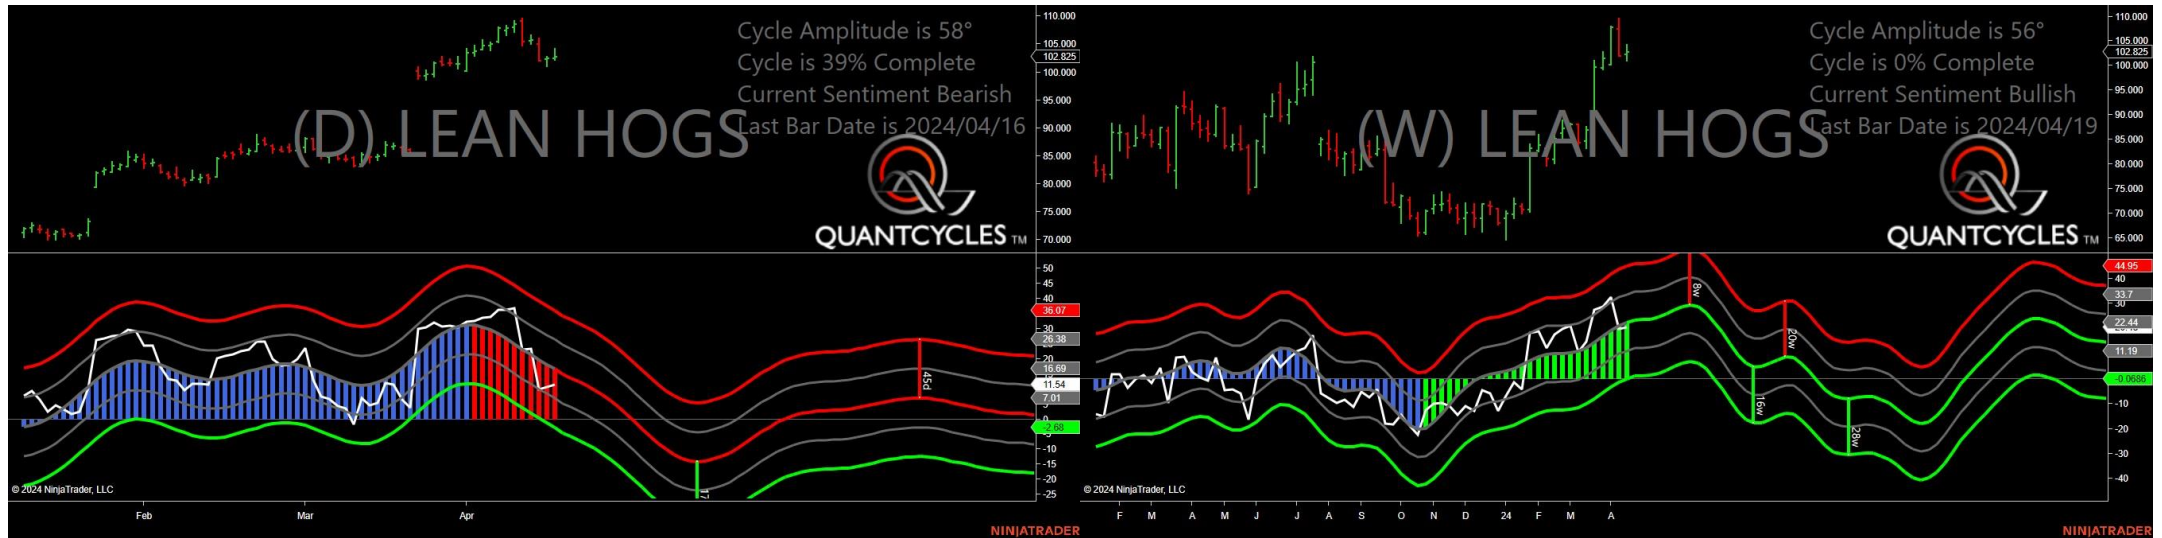 Cycle Amplitude is 58°
Cycle is 39% Complete
Current Sentiment Bearish
Last Bar Date is 2024/04/16
(D) LEAN HOGS
QUANTCYCLES TM
110.000
105.000
102.825
100.000
95.000
90.000
85.000
80.000
75.000
70.000
50
45
40
36.07
30
26.38
20
16.69
11.54
7.01
0
-2.68
-10
-15
-20
-25
45d
17
© 2024 NinjaTrader, LLC
Feb Mar Apr
NINJATRADER
Cycle Amplitude is 56°
Cycle is 0% Complete
Current Sentiment Bullish
Last Bar Date is 2024/04/19
(W) LEAN HOGS
QUANTCYCLES TM
110.000
105.000
102.825
100.000
95.000
90.000
85.000
80.000
75.000
70.000
65.000
44.95
40
33.7
22.44
11.19
-0.0686
-10
-20
-30
-40
8w
20w
16w
28w
© 2024 NinjaTrader, LLC
F M A M J J A S O N D 24 F M A
NINJATRADER